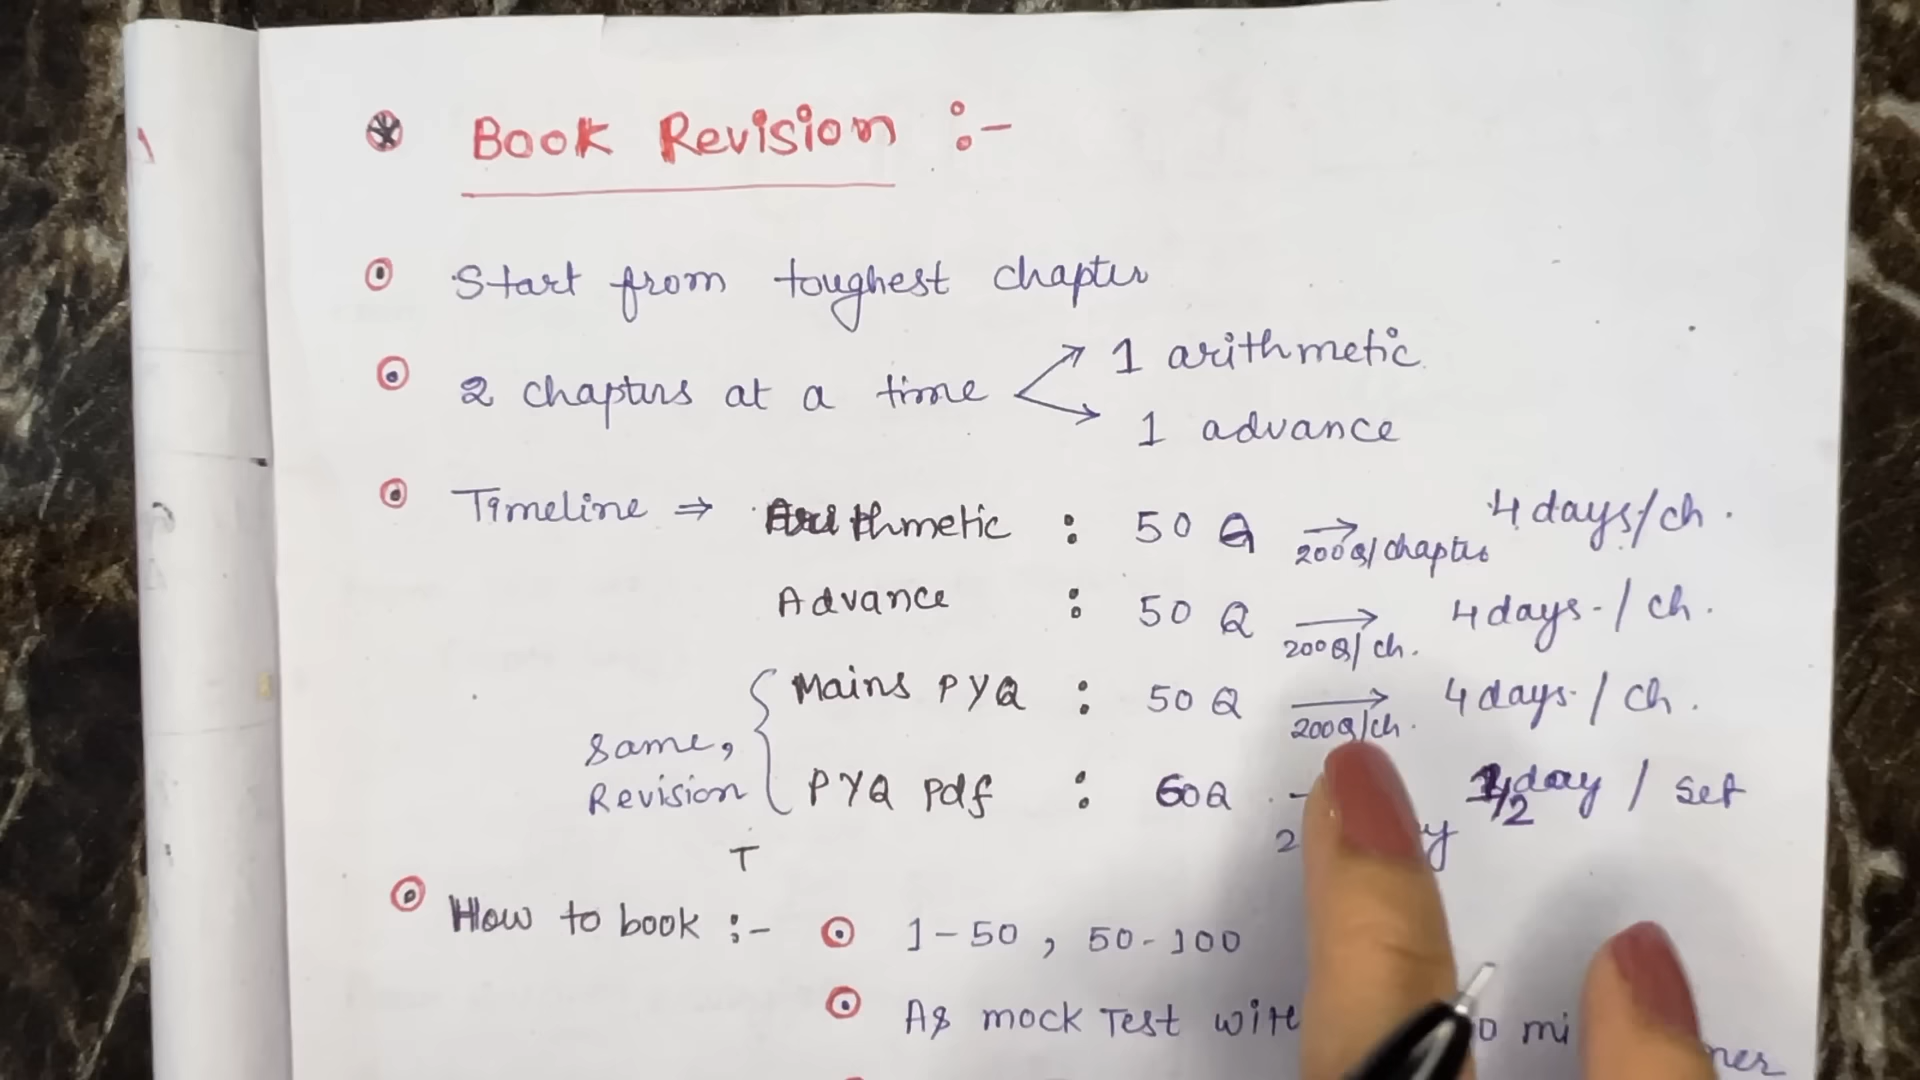 Book Revision :-
Start from toughest chapter
2 chapters at a time → 1 arithmetic
→ 1 advance
Timeline ⇒ Arithmetic : 50 Q → 200Q/chapter 4 days/ch.
Advance : 50 Q → 200Q/ch. 4 days-/ch.
Mains PYQ : 50 Q → 200Q/ch. 4 days-/ch.
Same, Revision
PYQ pdf : 60Q 1/2 day / set
2
T
How to book :- 1-50, 50-100
As mock Test